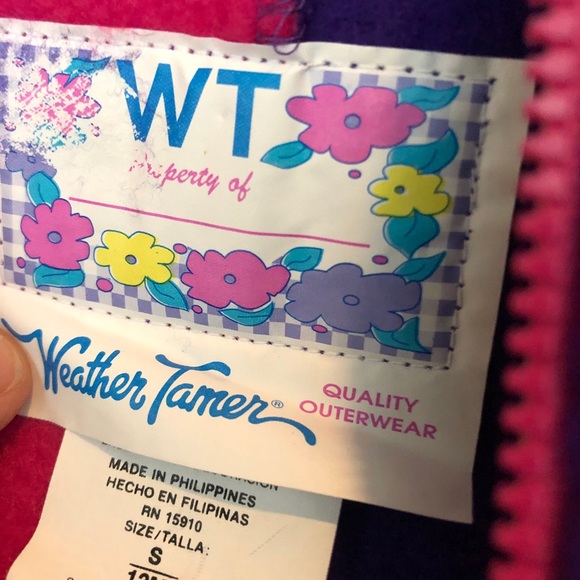 WT
Property of
Weather Tamer®
QUALITY
OUTERWEAR
MADE IN PHILIPPINES
HECHO EN FILIPINAS
RN 15910
SIZE/TALLA:
S